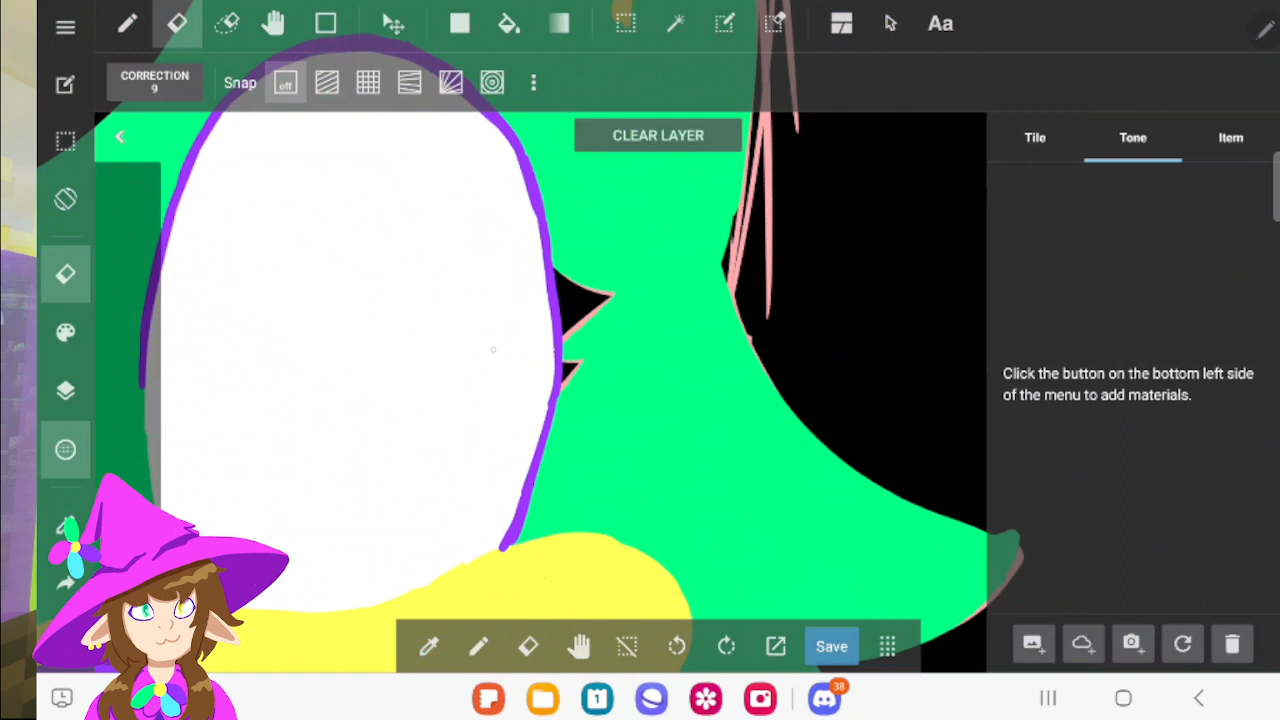 Aa
CORRECTION
9
Snap
off
CLEAR LAYER
Tile Tone Item
Click the button on the bottom left side
of the menu to add materials.
Save
1
38